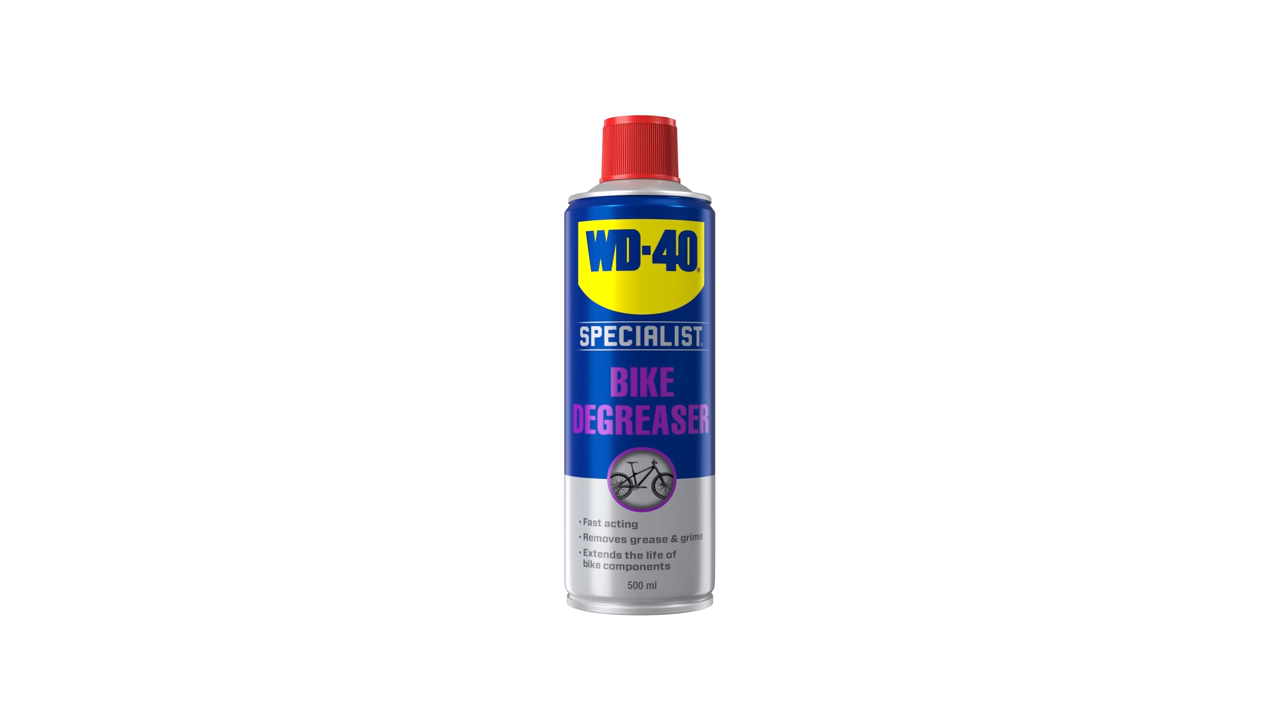 WD-40®
SPECIALIST®
BIKE
DEGREASER
• Fast acting
• Removes grease & grime
• Extends the life of
bike components
500 ml